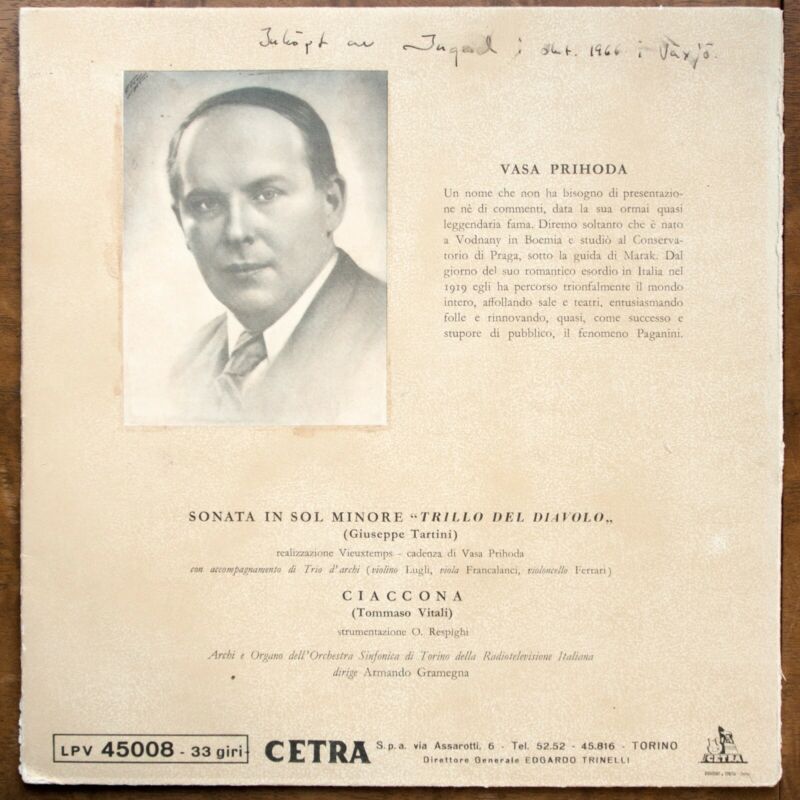 Inköpt av Ingard i okt. 1966 i Växjö.
VASA PRIHODA
Un nome che non ha bisogno di presentazio-
ne nè di commenti, data la sua ormai quasi
leggendaria fama. Diremo soltanto che è nato
a Vodnany in Boemia e studiò al Conserva-
torio di Praga, sotto la guida di Marak. Dal
giorno del suo romantico esordio in Italia nel
1919 egli ha percorso trionfalmente il mondo
intero, affollando sale e teatri, entusiasmando
folle e rinnovando, quasi, come successo e
stupore di pubblico, il fenomeno Paganini.
SONATA IN SOL MINORE “TRILLO DEL DIAVOLO„
(Giuseppe Tartini)
realizzazione Vieuxtemps - cadenza di Vasa Prihoda
con accompagnamento di Trio d'archi (violino Lugli, viola Francalanci, violoncello Ferrari)
CIACCONA
(Tommaso Vitali)
strumentazione O. Respighi
Archi e Organo dell'Orchestra Sinfonica di Torino della Radiotelevisione Italiana
dirige Armando Gramegna
LPV 45008 - 33 giri
CETRA
S.p.a. via Assarotti, 6 - Tel. 52.52 - 45.816 - TORINO
Direttore Generale EDGARDO TRINELLI
CETRA